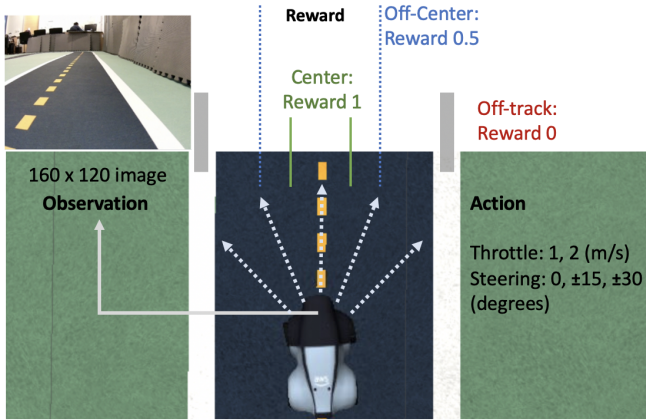 Reward
Off-Center:
Reward 0.5
Center:
Reward 1
Off-track:
Reward 0
160 x 120 image
Observation
Action
Throttle: 1, 2 (m/s)
Steering: 0, ±15, ±30
(degrees)